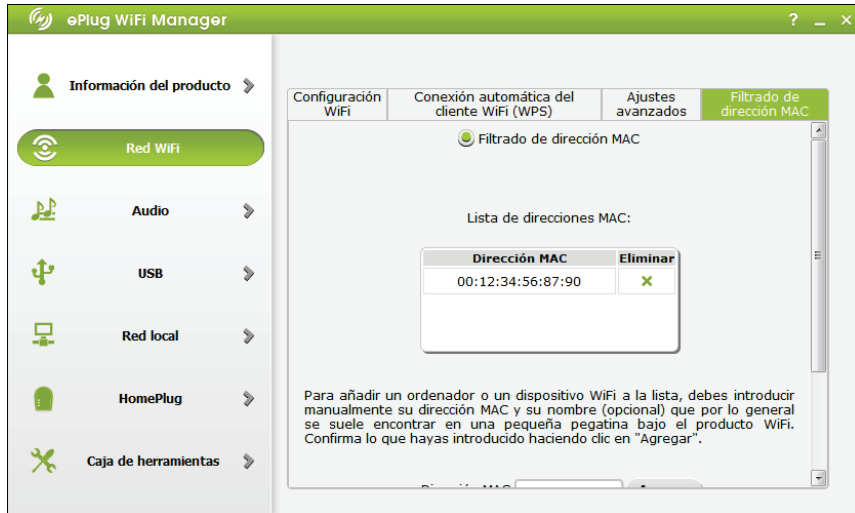 ePlug WiFi Manager
? _ ×
Información del producto
Red WiFi
Audio
USB
Red local
HomePlug
Caja de herramientas
Configuración WiFi
Conexión automática del cliente WiFi (WPS)
Ajustes avanzados
Filtrado de dirección MAC
Filtrado de dirección MAC
Lista de direcciones MAC:
Dirección MAC Eliminar
00:12:34:56:87:90
Para añadir un ordenador o un dispositivo WiFi a la lista, debes introducir
manualmente su dirección MAC y su nombre (opcional) que por lo general
se suele encontrar en una pequeña pegatina bajo el producto WiFi.
Confirma lo que hayas introducido haciendo clic en "Agregar".